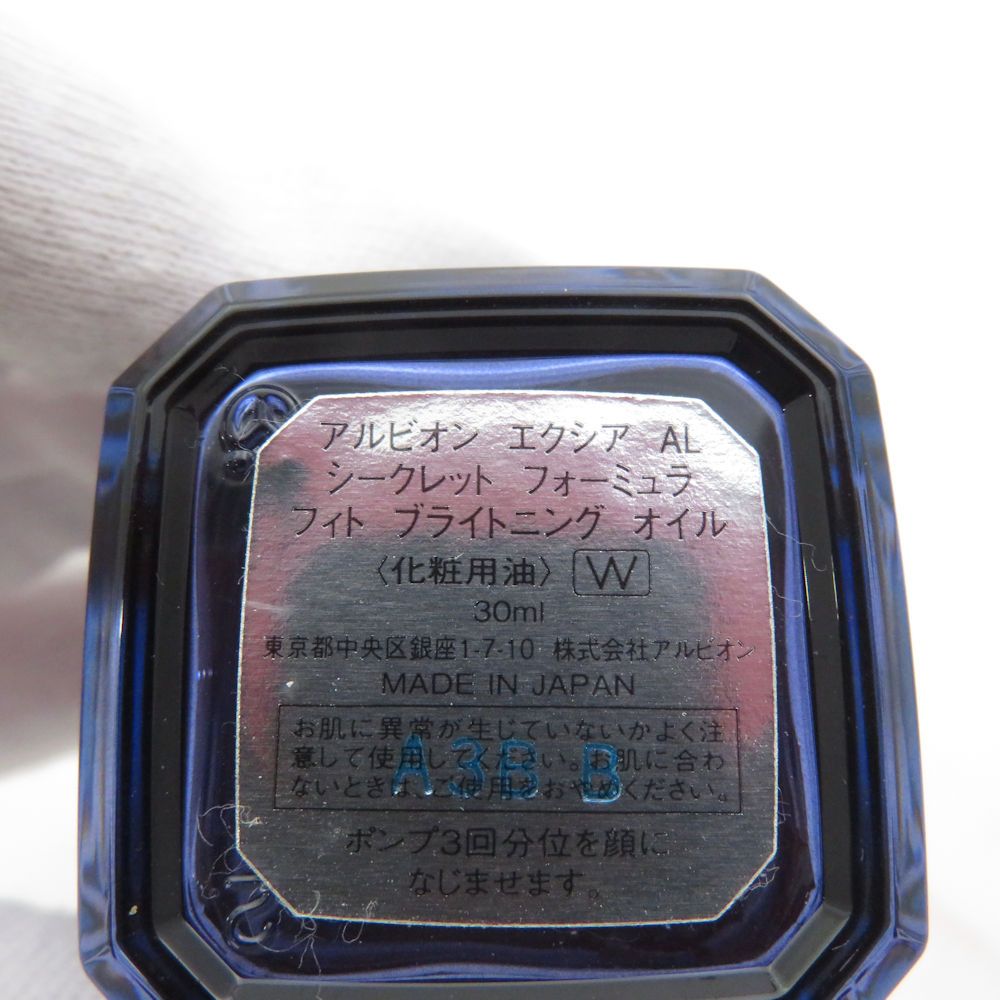 アルビオン エクシア AL
シークレット フォーミュラ
フィト ブライトニング オイル
〈化粧用油〉 W
30ml
東京都中央区銀座1-7-10 株式会社アルビオン
MADE IN JAPAN
お肌に異常が生じていないかよく注
意して使用してください。お肌に合わ
ないときは、ご使用をおやめください。
A3B B
ポンプ3回分位を顔に
なじませます。